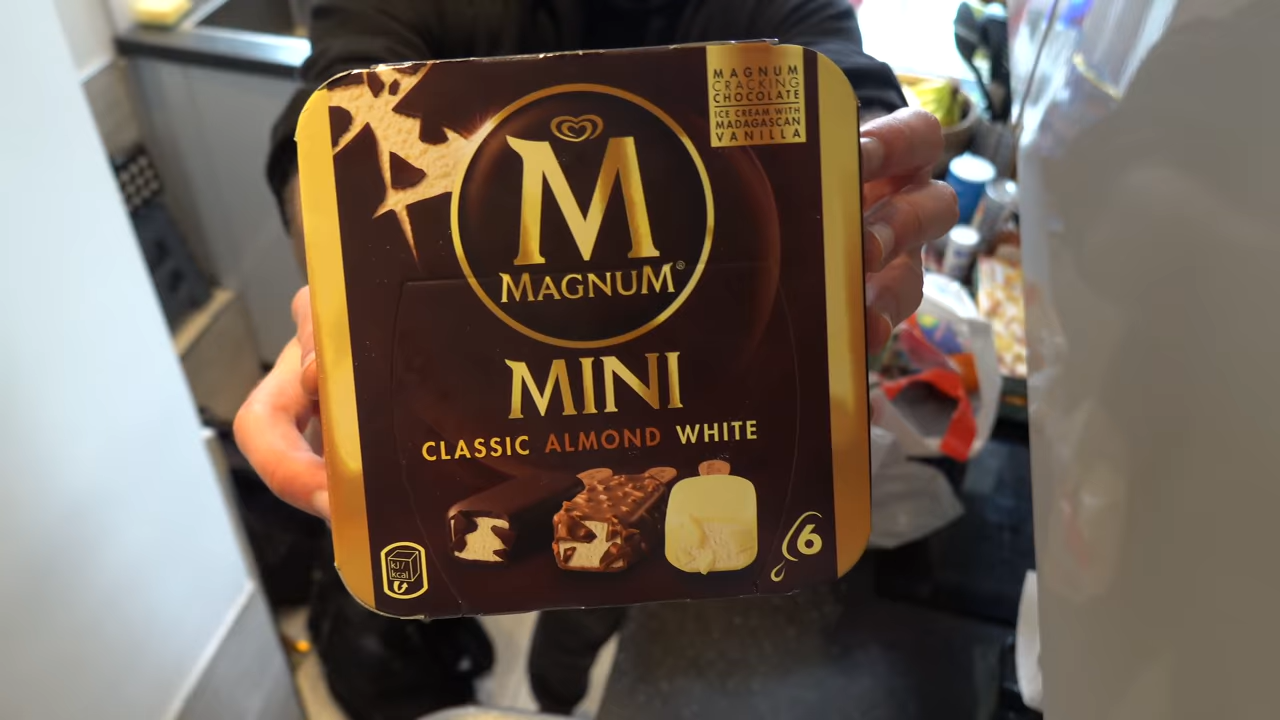 MAGNUM
CRACKING
CHOCOLATE
ICE CREAM WITH
MADAGASCAN
VANILLA
M
MAGNUM®
MINI
CLASSIC ALMOND WHITE
kJ/
kcal
6